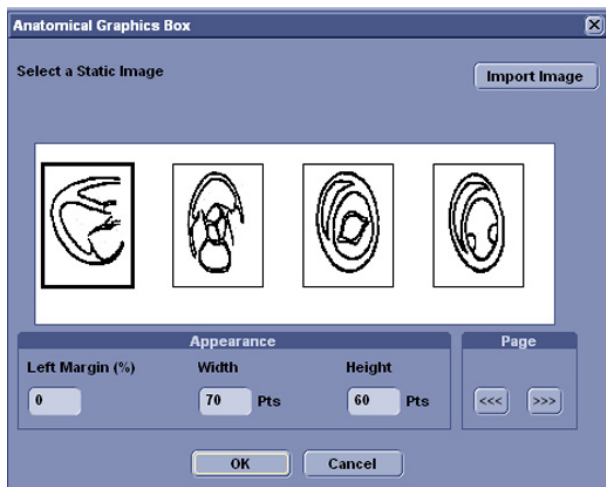 Anatomical Graphics Box
Select a Static Image
Import Image
Appearance
Page
Left Margin (%) Width Height
0 70 Pts 60 Pts <<< >>>
OK Cancel